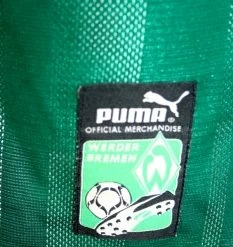 PUMA
OFFICIAL MERCHANDISE
WERDER
BREMEN
W